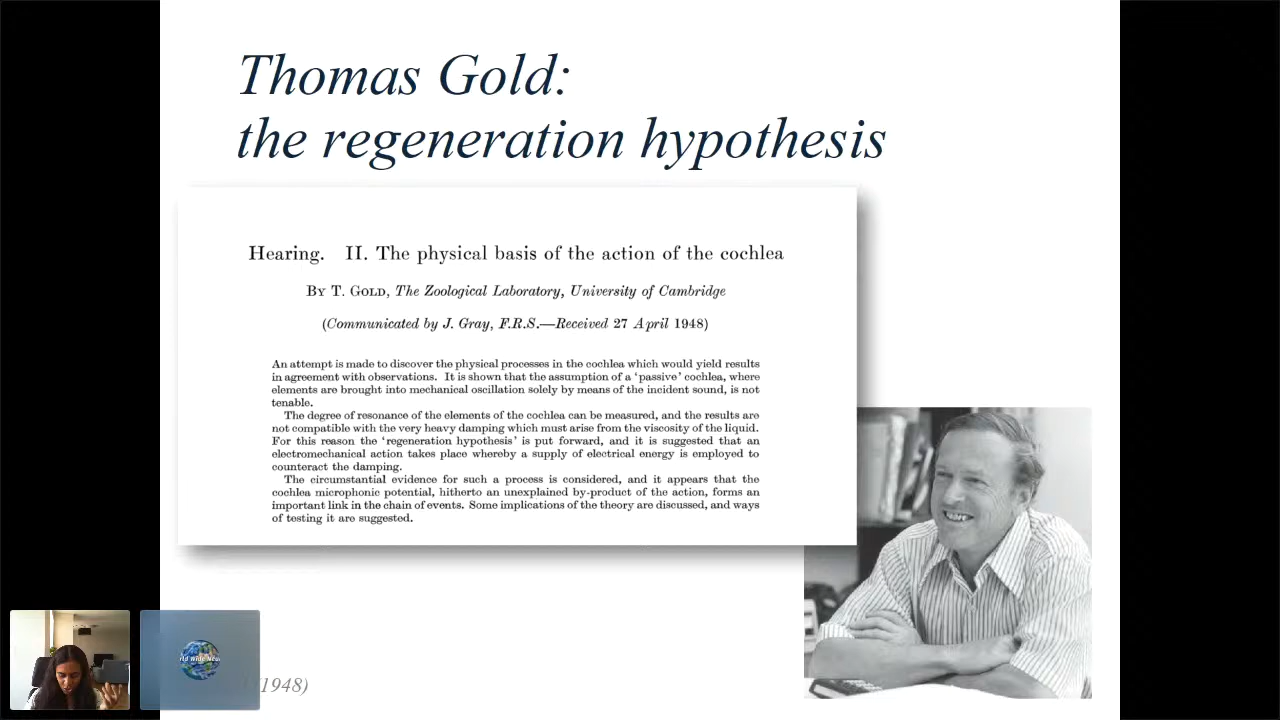 Thomas Gold:
the regeneration hypothesis
Hearing. II. The physical basis of the action of the cochlea
By T. Gold, The Zoological Laboratory, University of Cambridge
(Communicated by J. Gray, F.R.S.—Received 27 April 1948)
An attempt is made to discover the physical processes in the cochlea which would yield results
in agreement with observations. It is shown that the assumption of a 'passive' cochlea, where
elements are brought into mechanical oscillation solely by means of the incident sound, is not
tenable.
The degree of resonance of the elements of the cochlea can be measured, and the results are
not compatible with the very heavy damping which must arise from the viscosity of the liquid.
For this reason the 'regeneration hypothesis' is put forward, and it is suggested that an
electromechanical action takes place whereby a supply of electrical energy is employed to
counteract the damping.
The circumstantial evidence for such a process is considered, and it appears that the
cochlea microphonic potential, hitherto an unexplained by-product of the action, forms an
important link in the chain of events. Some implications of the theory are discussed, and ways
of testing it are suggested.
Wide
(1948)